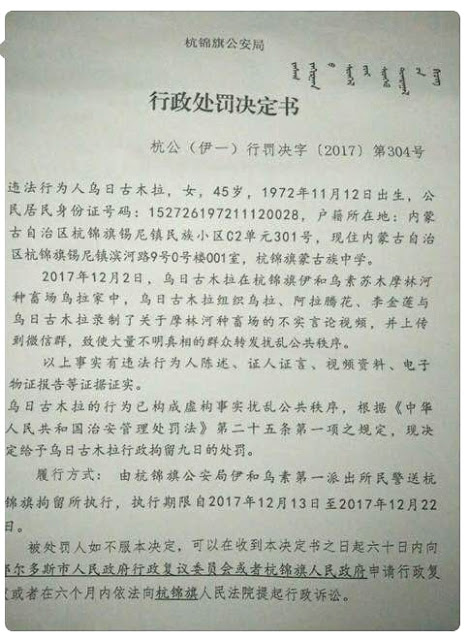 杭锦旗公安局
行政处罚决定书
杭公（伊一）行罚决字〔2017〕第304号
违法行为人乌日古木拉，女，45岁，1972年11月12日出生，公
民居民身份证号码：152726197211120028，户籍所在地：内蒙
古自治区杭锦旗锡尼镇民族小区C2单元301号，现住内蒙古自治
区杭锦旗锡尼镇滨河路9号0号楼001室，杭锦旗蒙古族中学。
2017年12月2日，乌日古木拉在杭锦旗伊和乌素苏木摩林河
种畜场乌拉家中，乌日古木拉组织乌拉、阿拉腾花、李金莲与
乌日古木拉录制了关于摩林河种畜场的不实言论视频，并上传
到微信群，致使大量不明真相的群众转发扰乱公共秩序。
以上事实有违法行为人陈述、证人证言、视频资料、电子
物证报告等证据证实。
乌日古木拉的行为已构成虚构事实扰乱公共秩序，根据《中华
人民共和国治安管理处罚法》第二十五条第一项之规定，现决
定给予乌日古木拉行政拘留九日的处罚。
履行方式：由杭锦旗公安局伊和乌素第一派出所民警送杭
锦旗拘留所执行，执行期限自2017年12月13日至2017年12月22
日。
被处罚人如不服本决定，可以在收到本决定书之日起六十日内向
鄂尔多斯市人民政府行政复议委员会或者杭锦旗人民政府申请行政复
议或者在六个月内依法向杭锦旗人民法院提起行政诉讼。